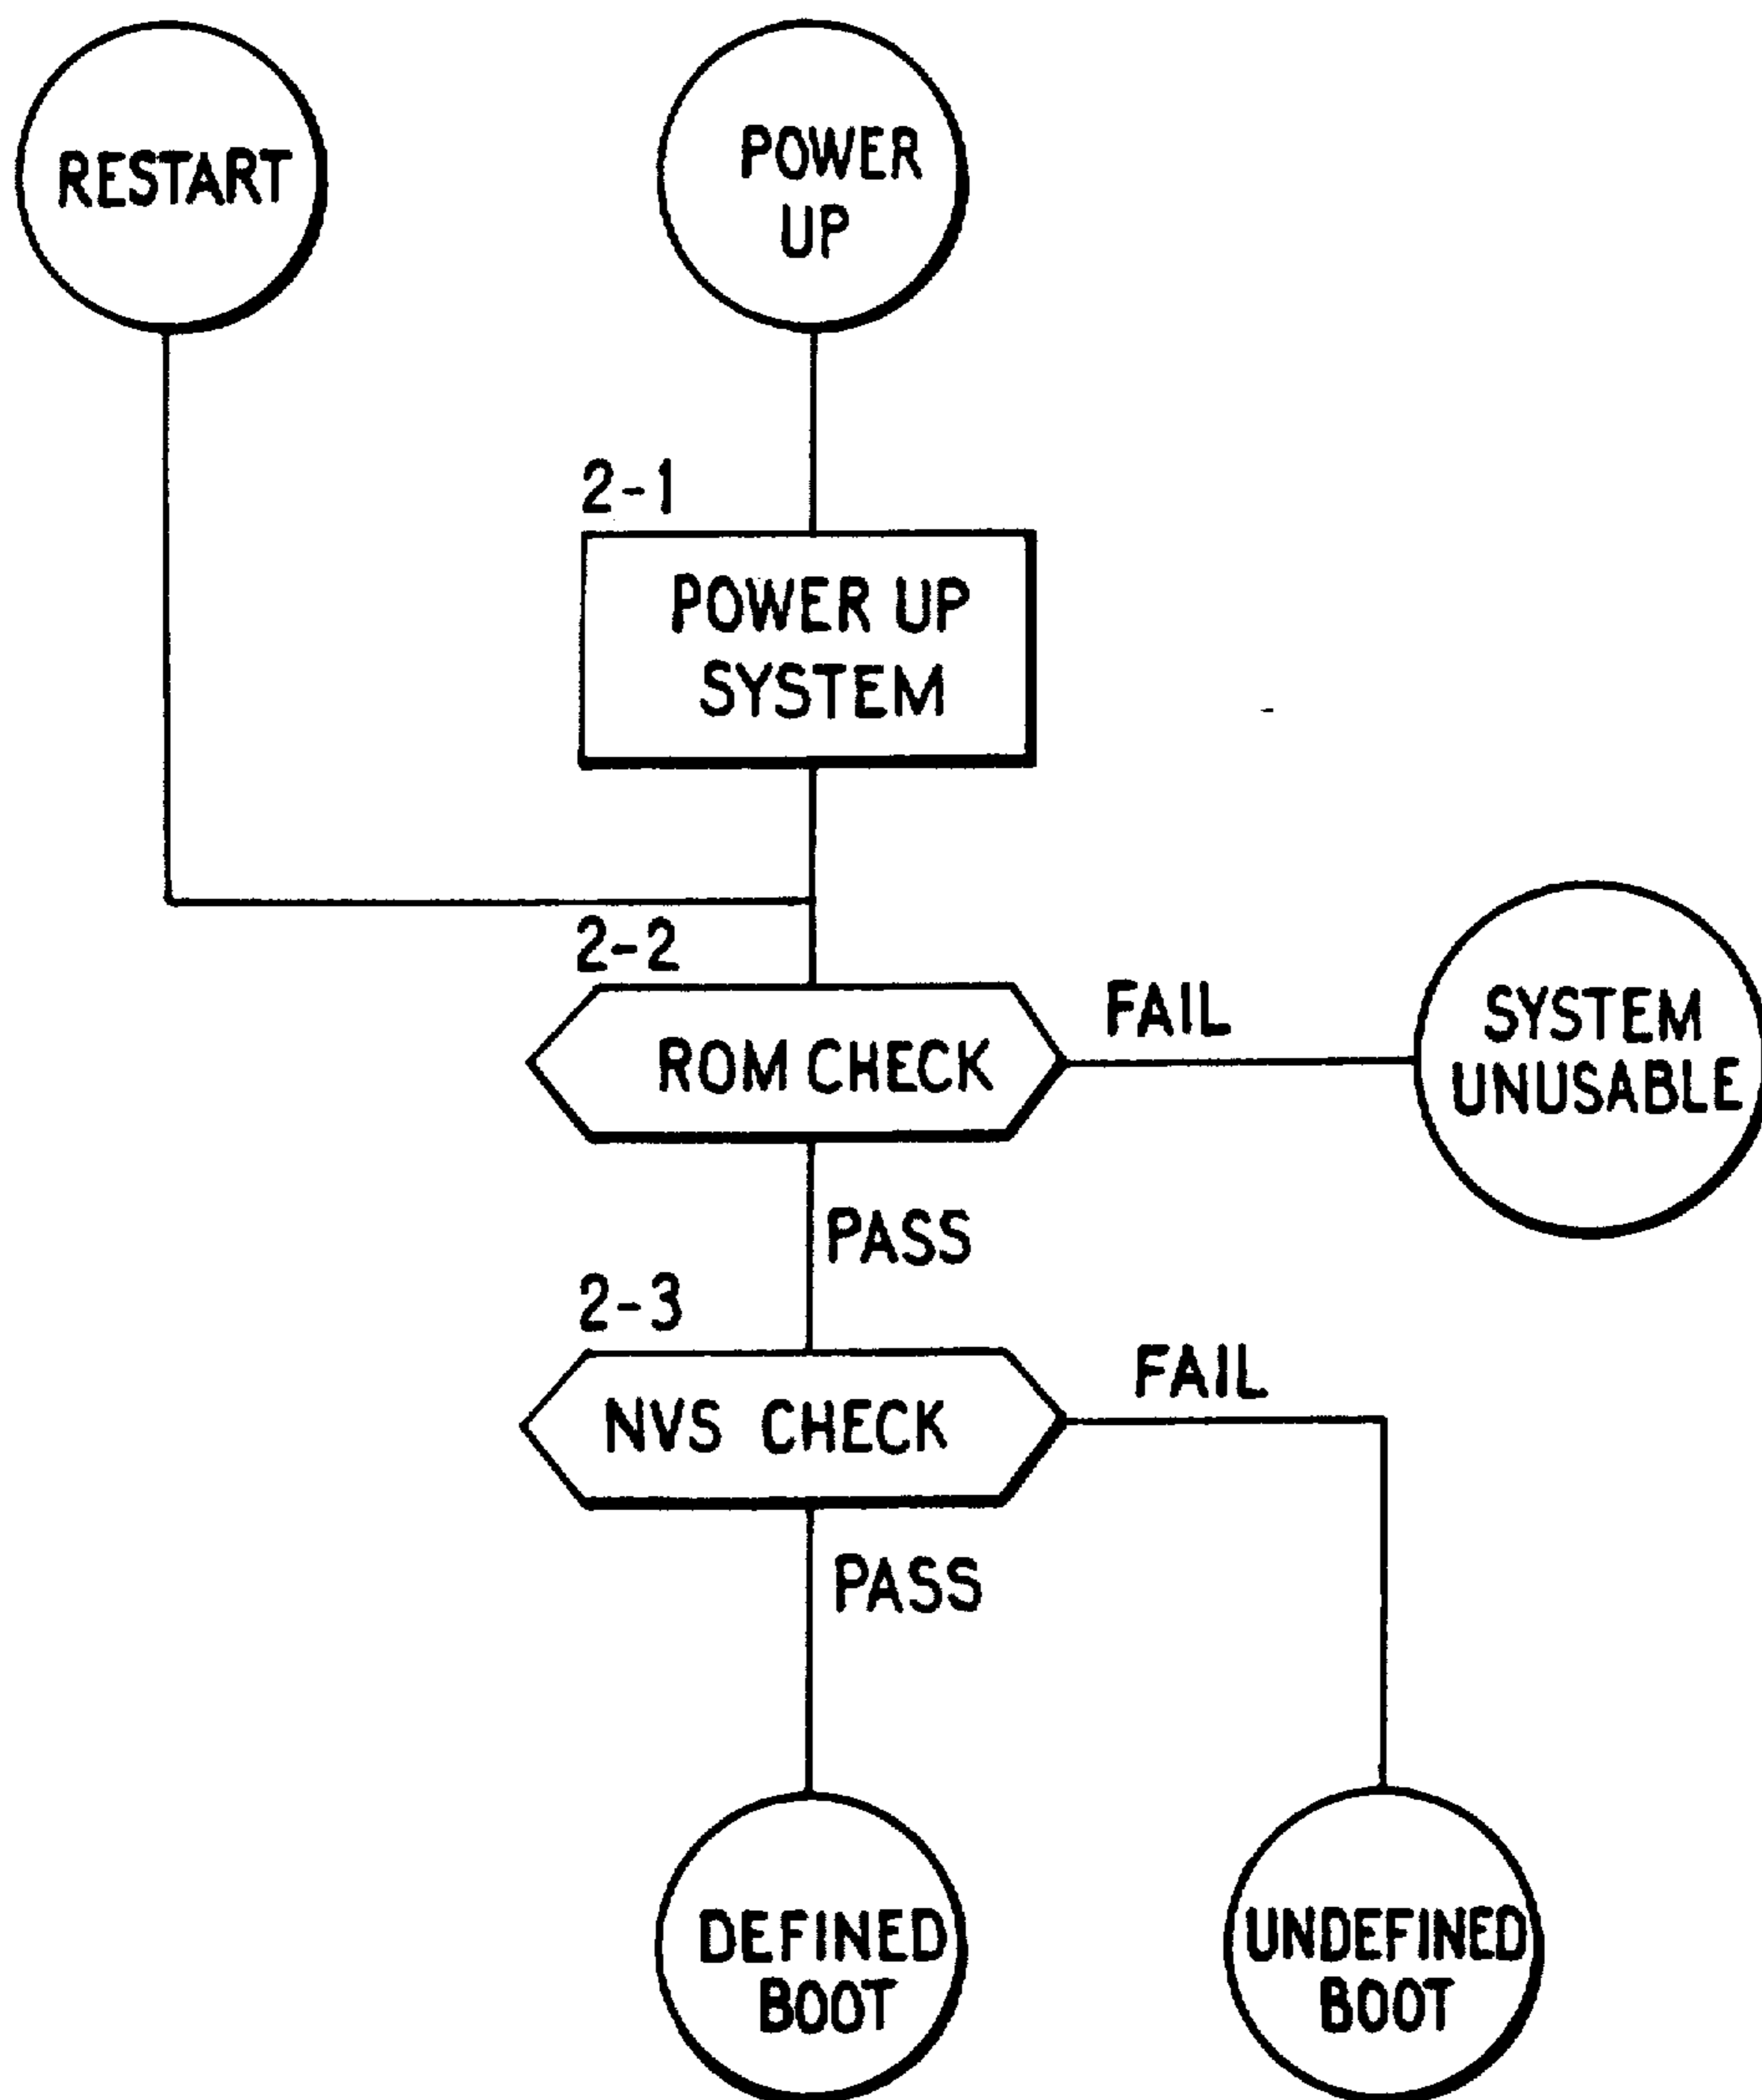 RESTART
POWER
UP
2-1
POWER UP
SYSTEM
2-2
ROM CHECK
FAIL
SYSTEM
UNUSABLE
PASS
2-3
NVS CHECK
FAIL
PASS
DEFINED
BOOT
UNDEFINED
BOOT